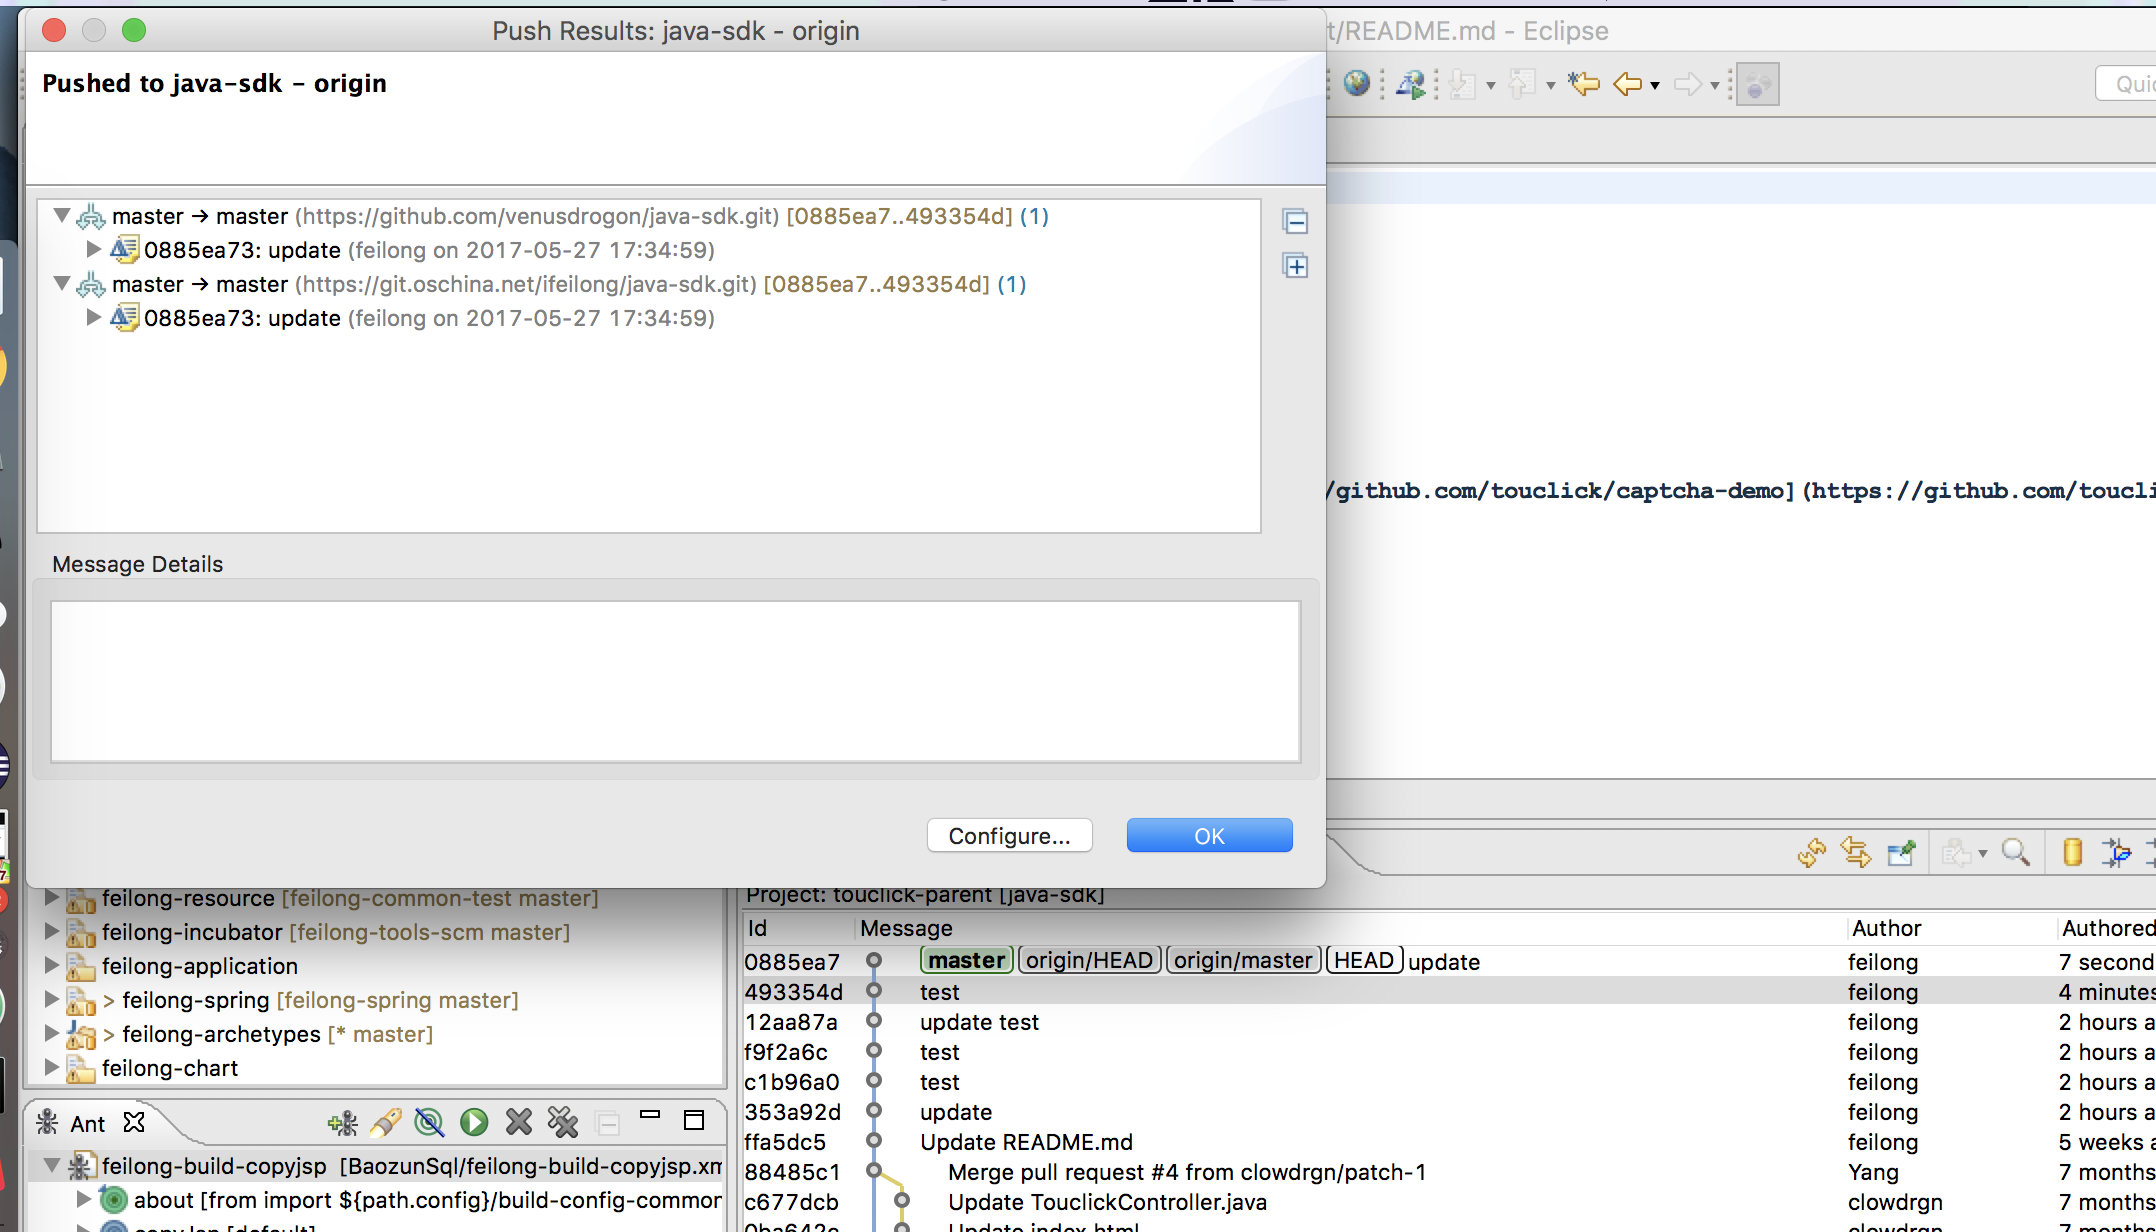 Push Results: java-sdk - origin
t/README.md - Eclipse
Pushed to java-sdk - origin
master → master (https://github.com/venusdrogon/java-sdk.git) [0885ea7..493354d] (1)
0885ea73: update (feilong on 2017-05-27 17:34:59)
master → master (https://git.oschina.net/ifeilong/java-sdk.git) [0885ea7..493354d] (1)
0885ea73: update (feilong on 2017-05-27 17:34:59)
/github.com/touclick/captcha-demo](https://github.com/toucli
Message Details
Configure...
OK
feilong-resource [feilong-common-test master]
feilong-incubator [feilong-tools-scm master]
feilong-application
> feilong-spring [feilong-spring master]
> feilong-archetypes [* master]
feilong-chart
Ant
feilong-build-copyjsp [BaozunSql/feilong-build-copyjsp.xm
about [from import ${path.config}/build-config-common
Project: touclick-parent [java-sdk]
Id Message Author Authored
0885ea7 master origin/HEAD origin/master HEAD update feilong 7 second
493354d test feilong 4 minutes
12aa87a update test feilong 2 hours a
f9f2a6c test feilong 2 hours a
c1b96a0 test feilong 2 hours a
353a92d update feilong 2 hours a
ffa5dc5 Update README.md feilong 5 weeks a
88485c1 Merge pull request #4 from clowdrgn/patch-1 Yang 7 months
c677dcb Update TouclickController.java clowdrgn 7 months
Update index.html